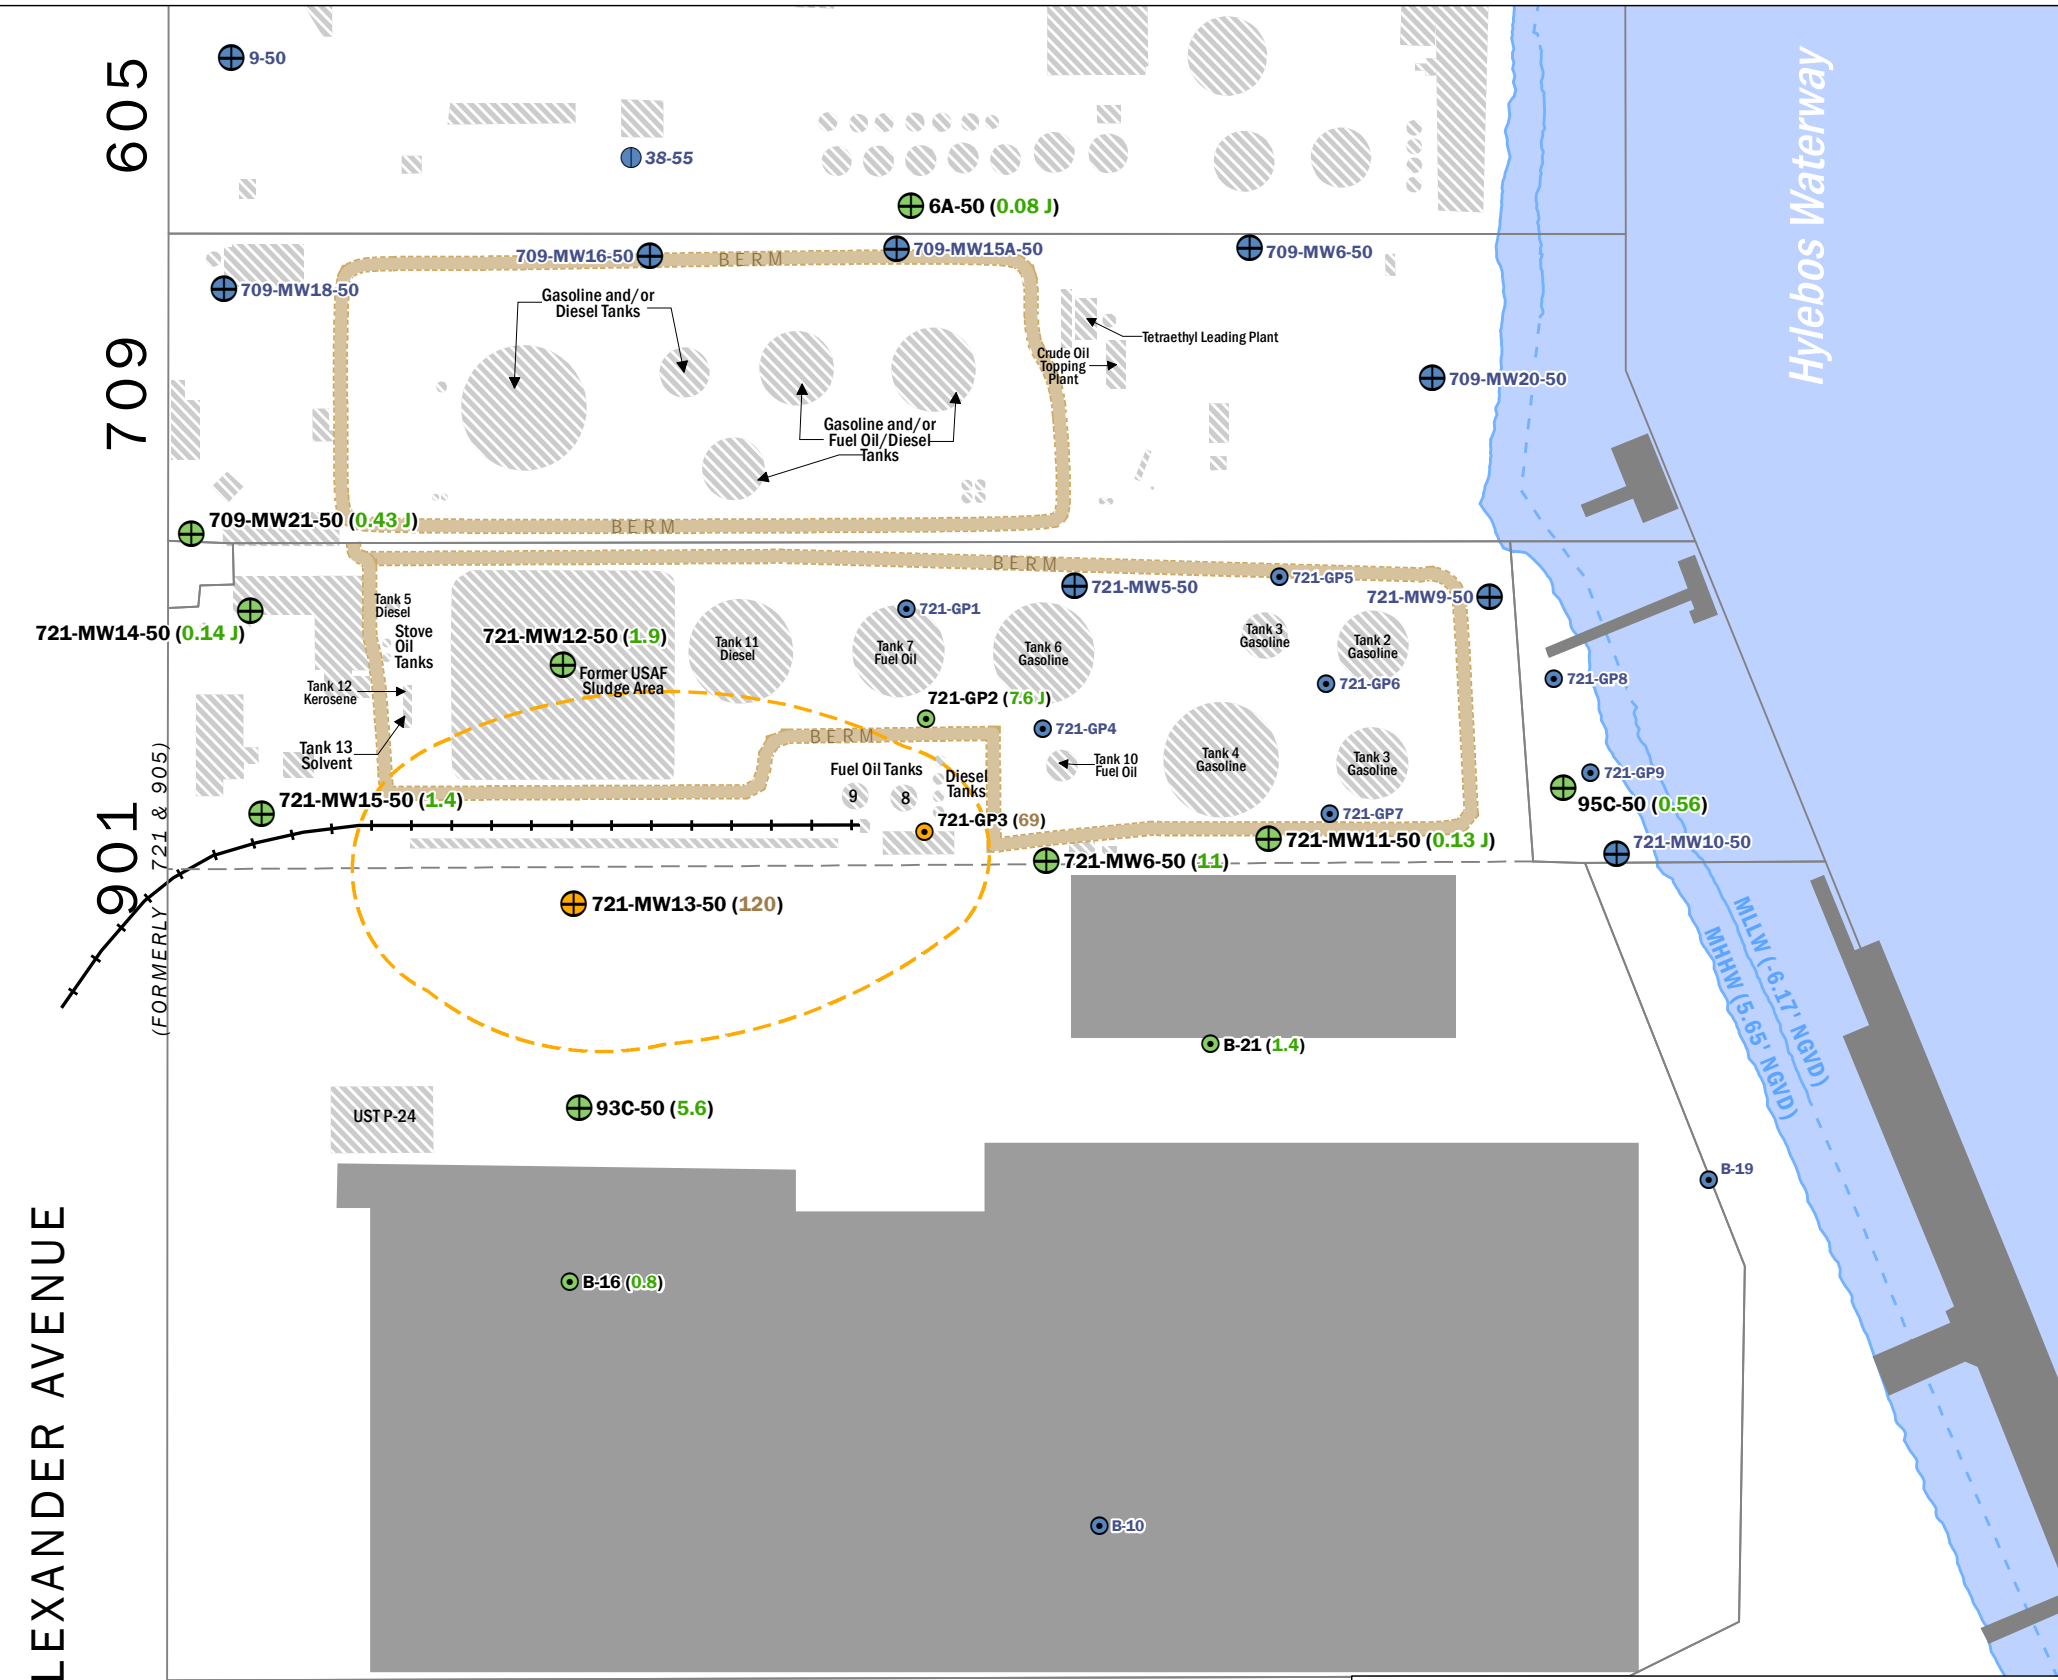 605
9-50
38-55
6A-50 (0.08 J)
Hylebos Waterway
709
709-MW16-50
BERM
709-MW15A-50
709-MW6-50
709-MW18-50
Gasoline and/or
Diesel Tanks
Tetraethyl Leading Plant
Crude Oil
Topping
Plant
709-MW20-50
Gasoline and/or
Fuel Oil/Diesel
Tanks
709-MW21-50 (0.43 J)
BERM
BERM
721-MW5-50
721-GP5
721-MW9-50
Tank 5
Diesel
721-GP1
721-MW14-50 (0.14 J)
Stove
Oil
Tanks
721-MW12-50 (1.9)
Former USAF
Sludge Area
Tank 11
Diesel
Tank 7
Fuel Oil
Tank 6
Gasoline
Tank 3
Gasoline
Tank 2
Gasoline
Tank 12
Kerosene
721-GP2 (7.6 J)
721-GP6
721-GP8
721-GP4
BERM
Tank 13
Solvent
Fuel Oil Tanks
9
8
Diesel
Tanks
Tank 10
Fuel Oil
Tank 4
Gasoline
Tank 3
Gasoline
721-GP9
95C-50 (0.56)
721-MW15-50 (1.4)
721-GP3 (69)
721-GP7
721-MW11-50 (0.13 J)
721-MW10-50
721-MW6-50 (11)
901
(FORMERLY 721 & 905)
721-MW13-50 (120)
MLLW (-6.17' NGVD)
MHHW (5.65' NGVD)
B-21 (1.4)
UST P-24
93C-50 (5.6)
B-19
B-16 (0.8)
LEXANDER AVENUE
B-10